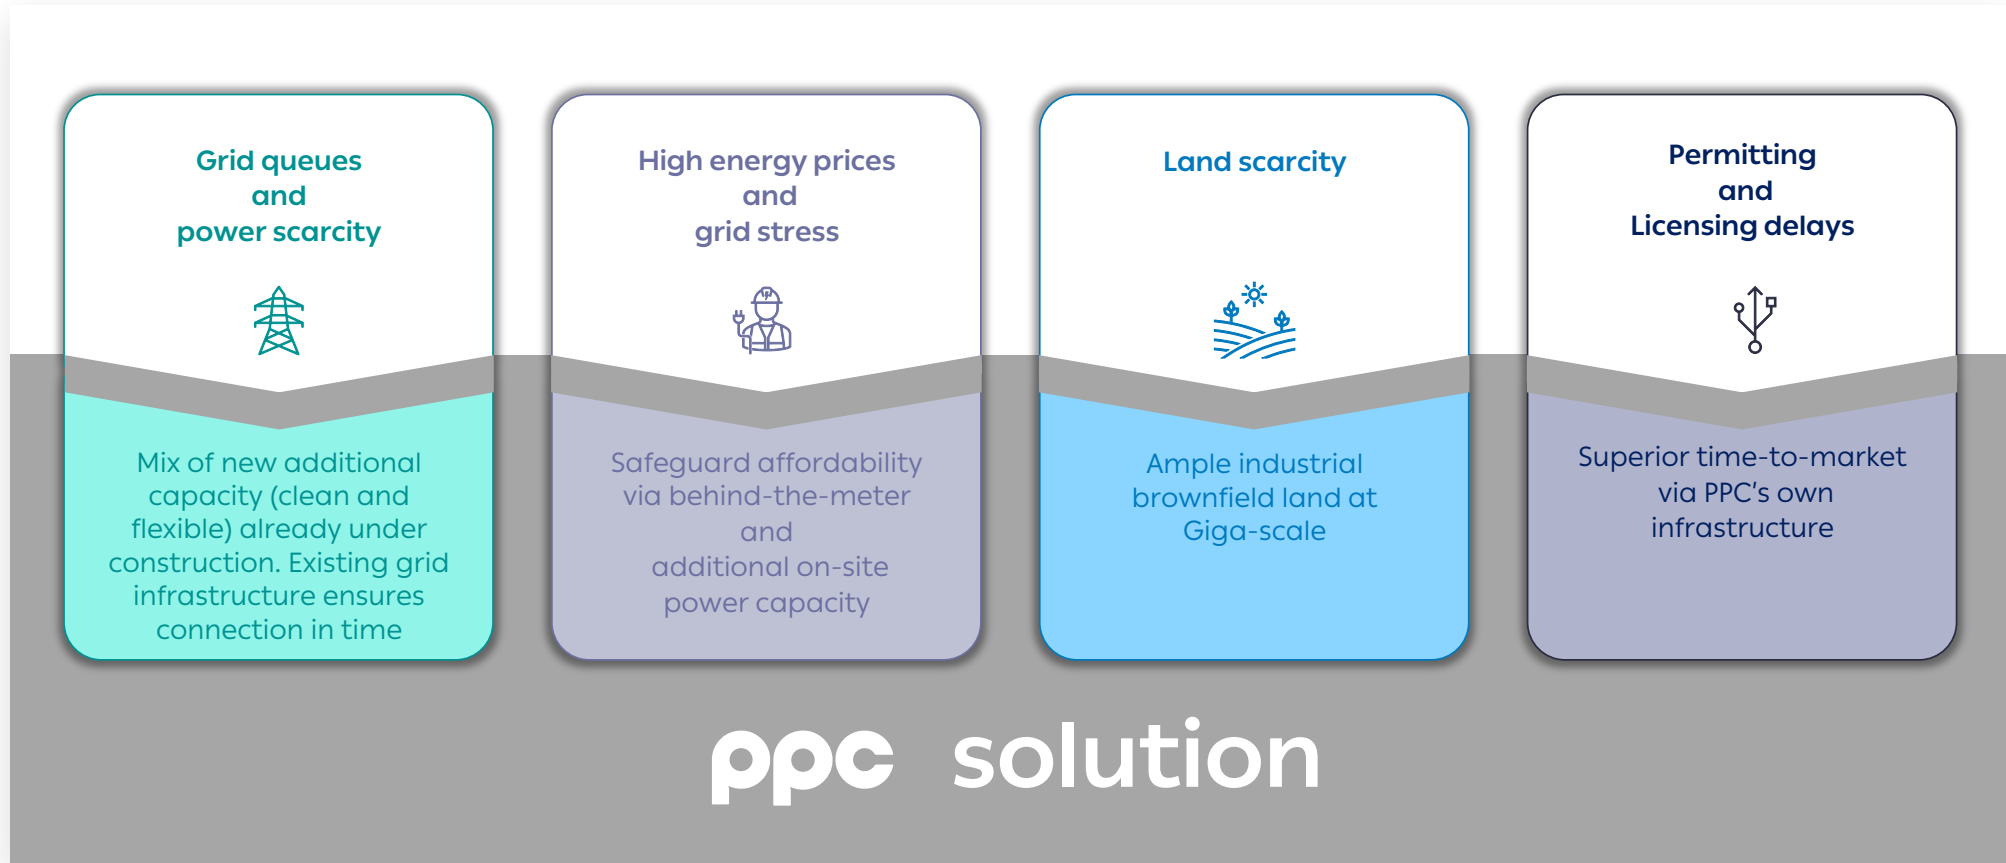 Grid queues
and
power scarcity
High energy prices
and
grid stress
Land scarcity
Permitting
and
Licensing delays
Mix of new additional
capacity (clean and
flexible) already under
construction. Existing grid
infrastructure ensures
connection in time
Safeguard affordability
via behind-the-meter
and
additional on-site
power capacity
Ample industrial
brownfield land at
Giga-scale
Superior time-to-market
via PPC's own
infrastructure
ppc solution